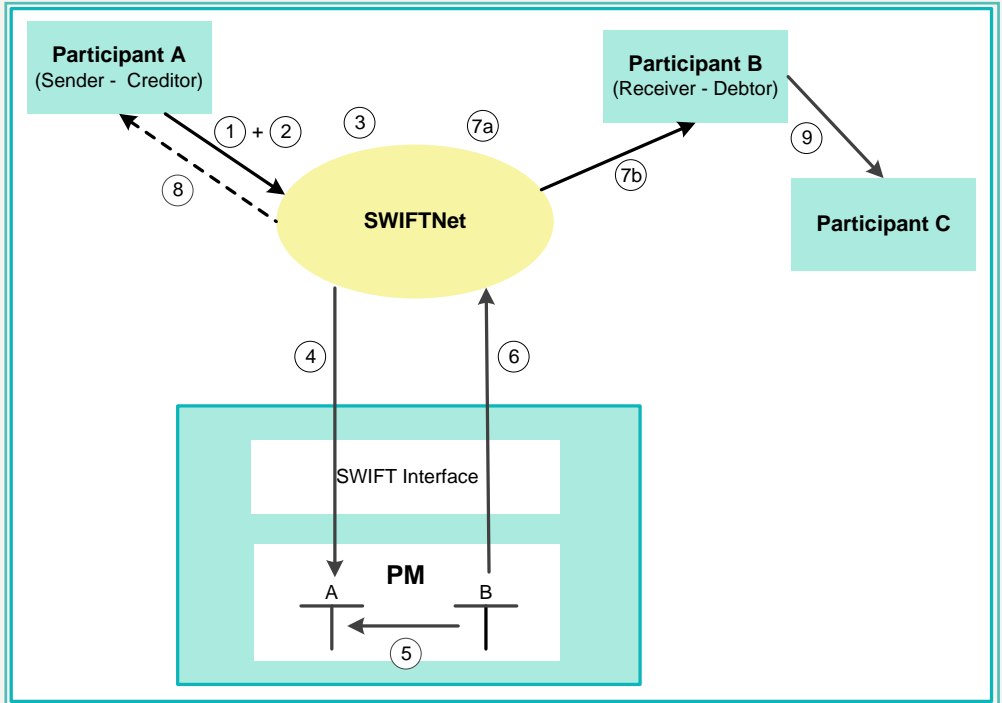 Participant A
(Sender - Creditor)
Participant B
(Receiver - Debtor)
1 + 2
3
7a
9
8
7b
SWIFTNet
Participant C
4
6
SWIFT Interface
PM
A
B
5